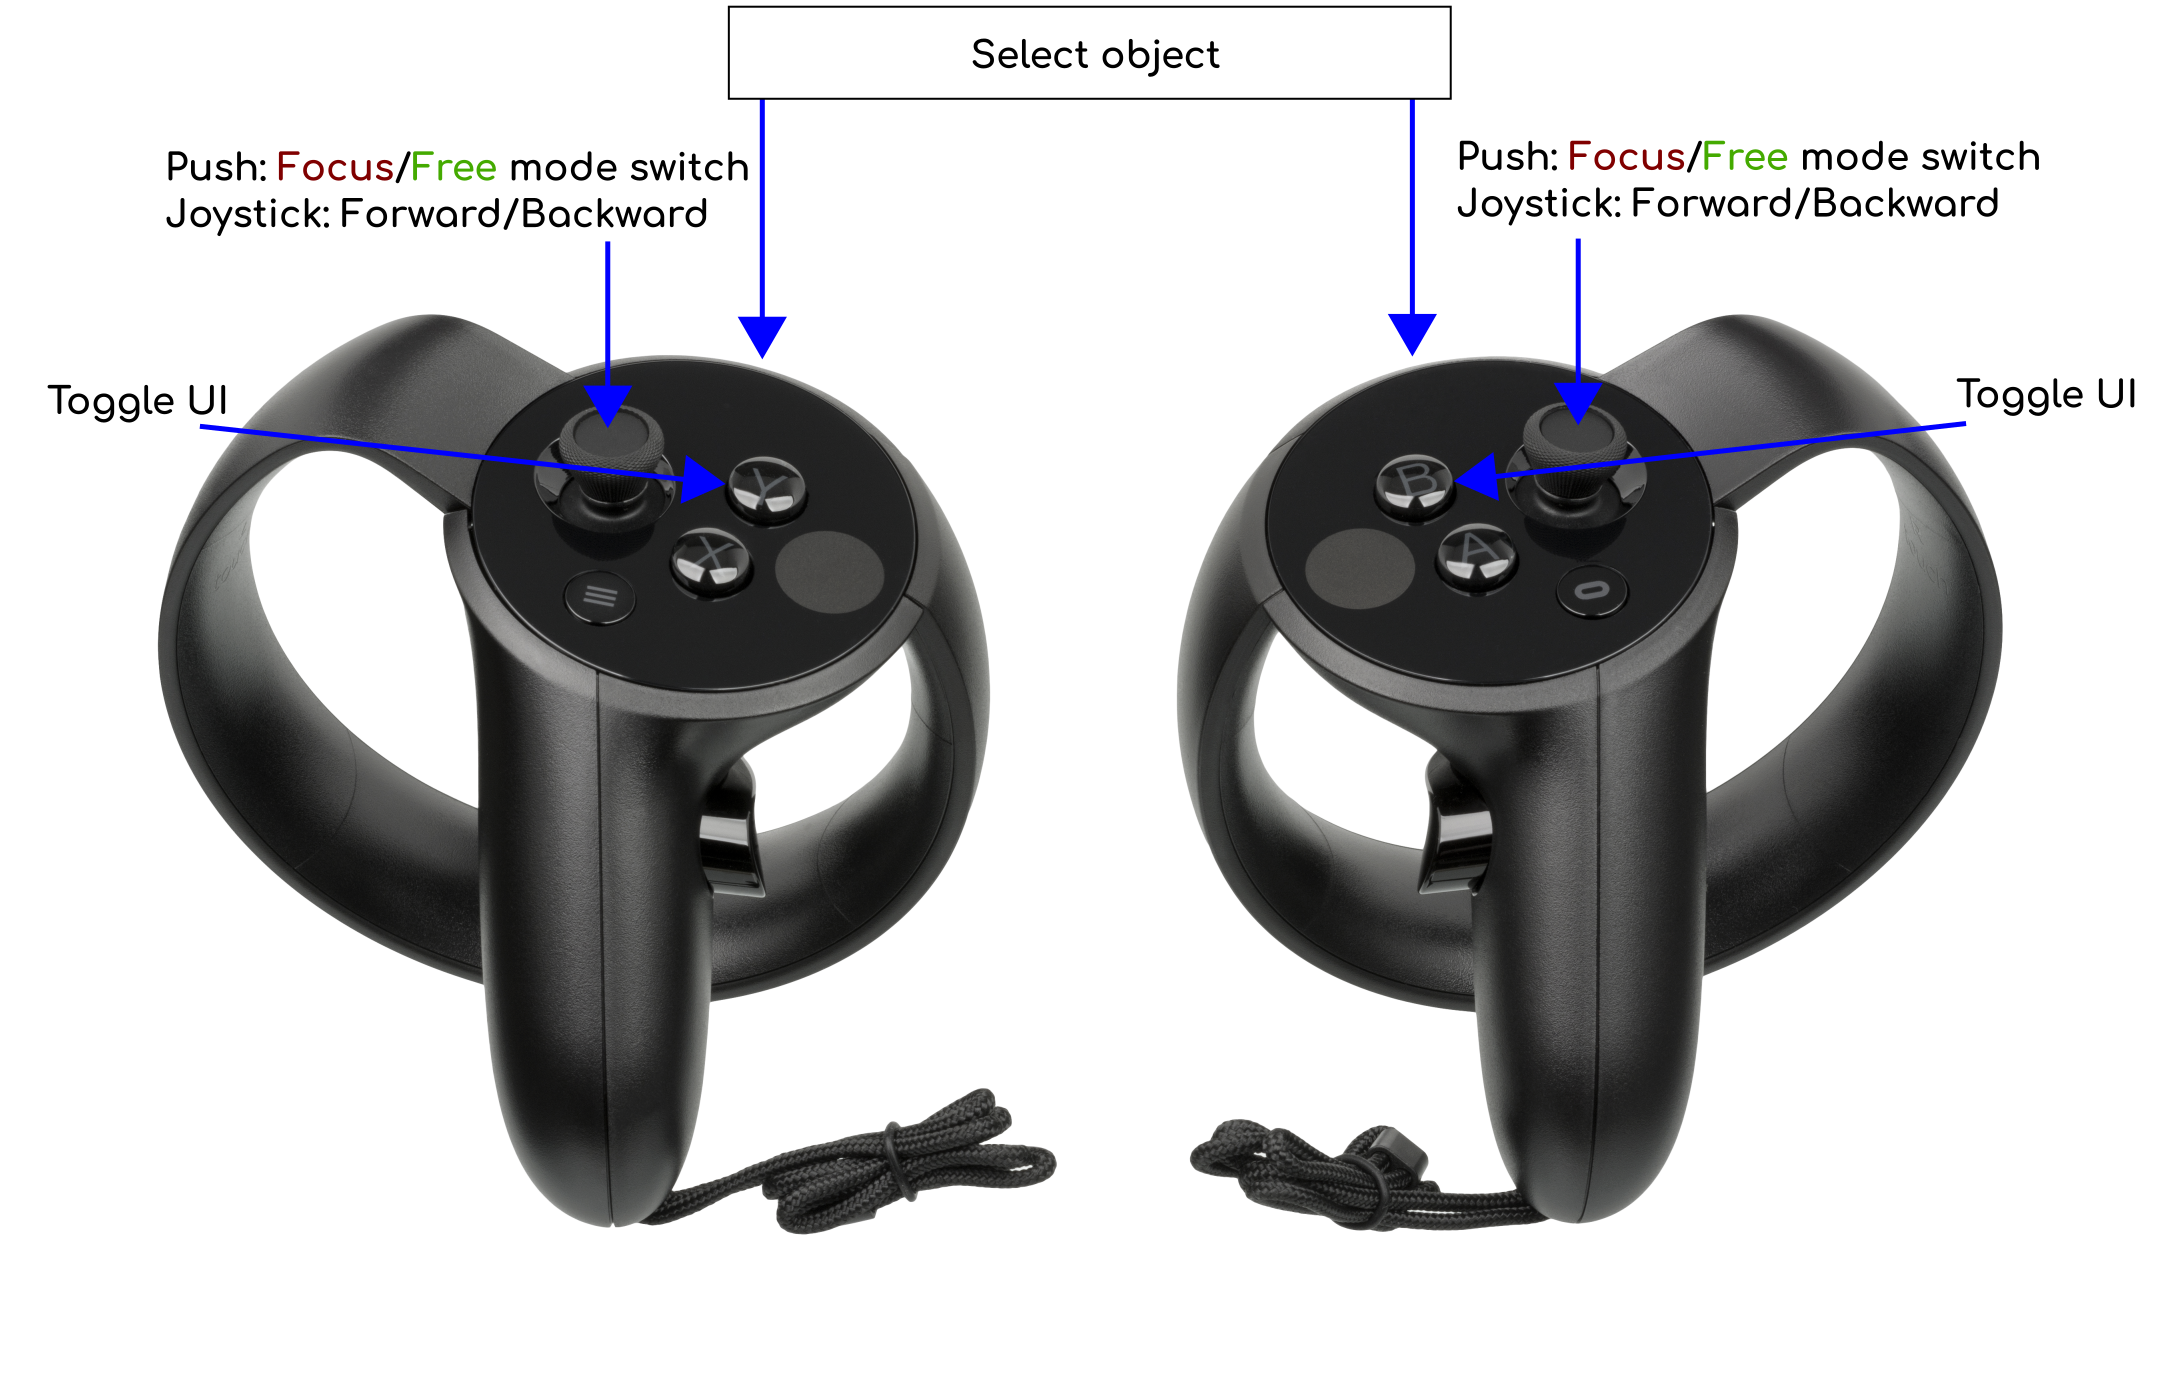 Select object
Push: Focus/Free mode switch
Joystick: Forward/Backward
Push: Focus/Free mode switch
Joystick: Forward/Backward
Toggle UI
Toggle UI
Y
X
B
A